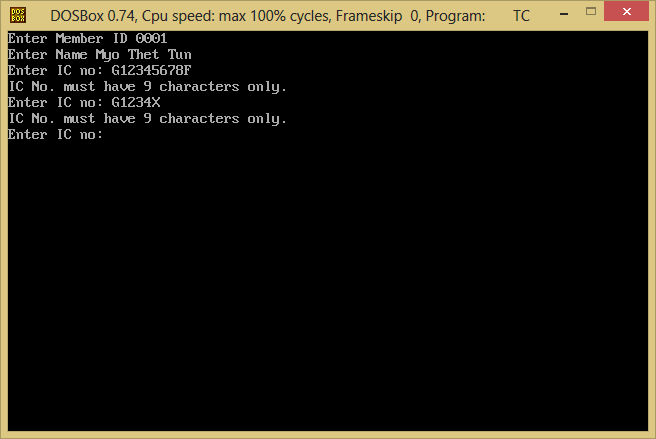 DOS
BOX
DOSBox 0.74, Cpu speed: max 100% cycles, Frameskip 0, Program: TC
Enter Member ID 0001
Enter Name Myo Thet Tun
Enter IC no: G12345678F
IC No. must have 9 characters only.
Enter IC no: G1234X
IC No. must have 9 characters only.
Enter IC no: